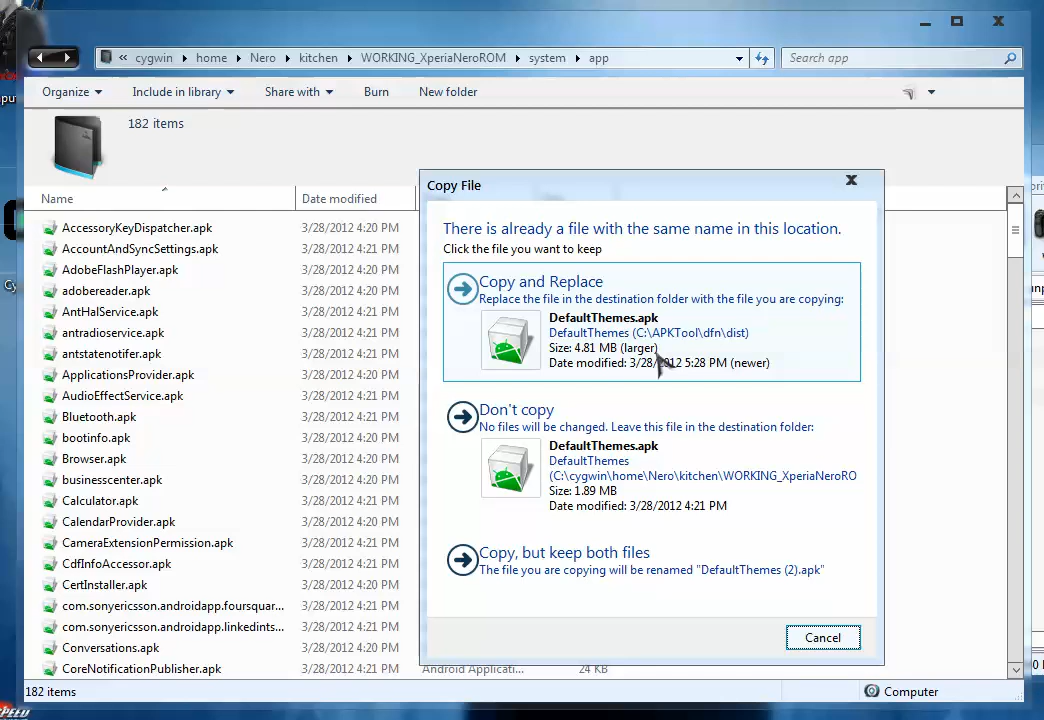 « cygwin ▸ home ▸ Nero ▸ kitchen ▸ WORKING_XperiaNeroROM ▸ system ▸ app
Search app
Organize Include in library Share with Burn New folder
182 items
Name Date modified
AccessoryKeyDispatcher.apk 3/28/2012 4:20 PM
AccountAndSyncSettings.apk 3/28/2012 4:21 PM
AdobeFlashPlayer.apk 3/28/2012 4:20 PM
adobereader.apk 3/28/2012 4:21 PM
AntHalService.apk 3/28/2012 4:21 PM
antradioservice.apk 3/28/2012 4:20 PM
antstatenotifer.apk 3/28/2012 4:21 PM
ApplicationsProvider.apk 3/28/2012 4:21 PM
AudioEffectService.apk 3/28/2012 4:20 PM
Bluetooth.apk 3/28/2012 4:21 PM
bootinfo.apk 3/28/2012 4:20 PM
Browser.apk 3/28/2012 4:21 PM
businesscenter.apk 3/28/2012 4:20 PM
Calculator.apk 3/28/2012 4:21 PM
CalendarProvider.apk 3/28/2012 4:21 PM
CameraExtensionPermission.apk 3/28/2012 4:21 PM
CdfInfoAccessor.apk 3/28/2012 4:21 PM
CertInstaller.apk 3/28/2012 4:20 PM
com.sonyericsson.androidapp.foursquar... 3/28/2012 4:21 PM
com.sonyericsson.androidapp.linkedints... 3/28/2012 4:21 PM
Conversations.apk 3/28/2012 4:21 PM
CoreNotificationPublisher.apk 3/28/2012 4:21 PM Android Applicati... 24 KB
182 items
Computer
Copy File
There is already a file with the same name in this location.
Click the file you want to keep
Copy and Replace
Replace the file in the destination folder with the file you are copying:
DefaultThemes.apk
DefaultThemes (C:\APKTool\dfn\dist)
Size: 4.81 MB (larger)
Date modified: 3/28/2012 5:28 PM (newer)
Don't copy
No files will be changed. Leave this file in the destination folder:
DefaultThemes.apk
DefaultThemes
(C:\cygwin\home\Nero\kitchen\WORKING_XperiaNeroRO
Size: 1.89 MB
Date modified: 3/28/2012 4:21 PM
Copy, but keep both files
The file you are copying will be renamed "DefaultThemes (2).apk"
Cancel